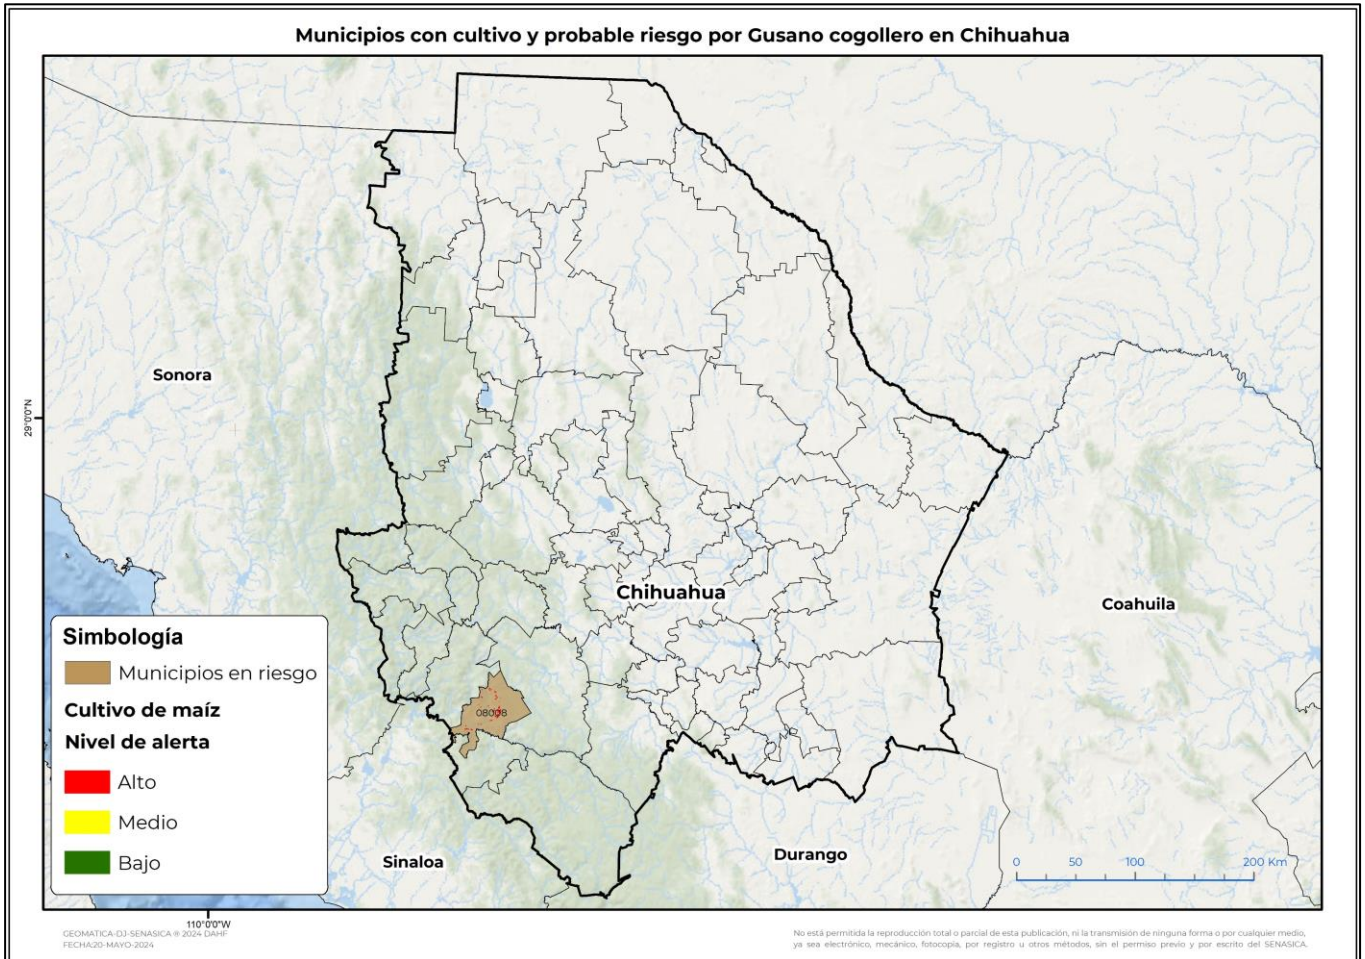 Municipios con cultivo y probable riesgo por Gusano cogollero en Chihuahua
Sonora
29°0'0"N
Chihuahua
Coahuila
Simbología
Municipios en riesgo
Cultivo de maíz
Nivel de alerta
Alto
Medio
Bajo
08008
Sinaloa
Durango
0 50 100 200 Km
110°0'0"W
GEOMATICA-DJ-SENASICA ® 2024 DAHF
FECHA:20-MAYO-2024
No está permitida la reproducción total o parcial de esta publicación, ni la transmisión de ninguna forma o por cualquier medio,
ya sea electrónico, mecánico, fotocopia, por registro u otros métodos, sin el permiso previo y por escrito del SENASICA.